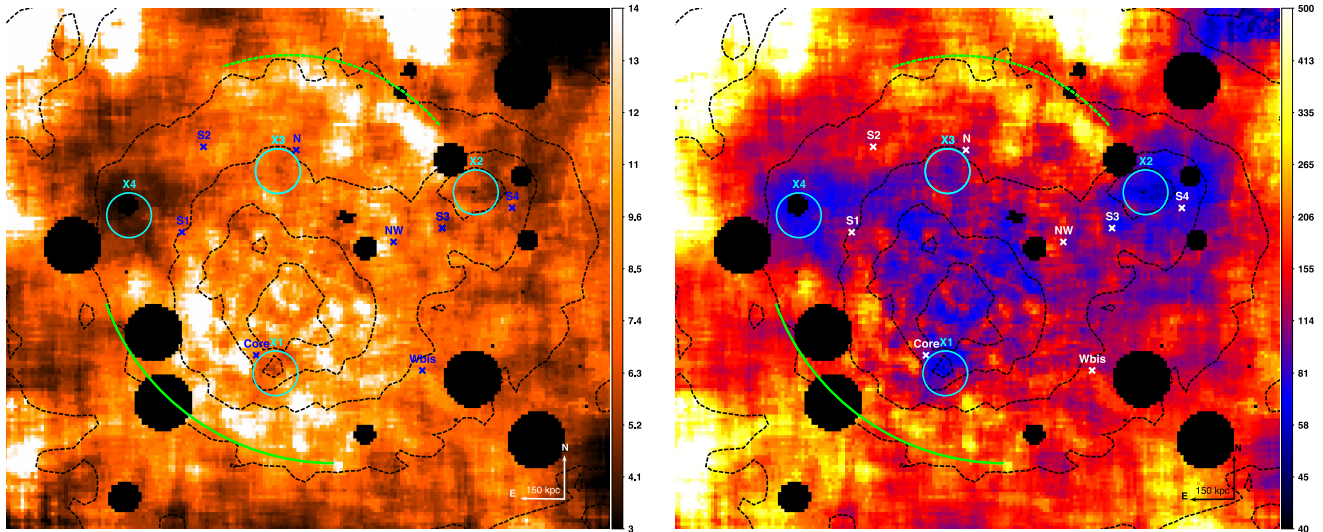 14
13
12
11
9.6
8.5
7.4
6.3
5.2
4.1
3
S2
N
X3
X2
X4
S4
S1
S3
NW
Core
X1
Wbis
N
E
150 kpc
500
413
335
265
206
155
114
81
58
45
40
S2
N
X3
X2
X4
S4
S1
S3
NW
Core
X1
Wbis
N
E
150 kpc